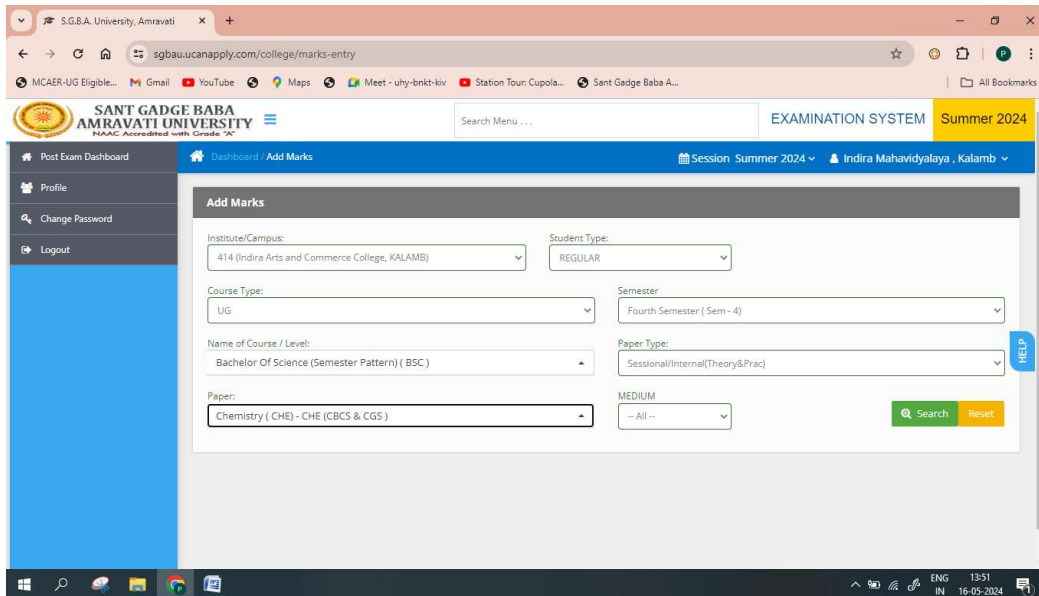 S.G.B.A. University, Amravati
sgbau.ucanapply.com/college/marks-entry
P
MCAER-UG Eligible... Gmail YouTube Maps Meet - uhy-bnkt-kiv Station Tour: Cupola... Sant Gadge Baba A... All Bookmarks
SANT GADGE BABA
AMRAVATI UNIVERSITY
NAAC Accredited with Grade "A"
Search Menu . . .
EXAMINATION SYSTEM
Summer 2024
Post Exam Dashboard
Profile
Change Password
Logout
Dashboard / Add Marks
Session Summer 2024
Indira Mahavidyalaya , Kalamb
Add Marks
Institute/Campus: Student Type:
414 (Indira Arts and Commerce College, KALAMB) REGULAR
Course Type: Semester
UG Fourth Semester ( Sem - 4)
Name of Course / Level: Paper Type:
Bachelor Of Science (Semester Pattern) ( BSC ) Sessional/Internal(Theory&Prac)
Paper: MEDIUM
Chemistry ( CHE) - CHE (CBCS & CGS ) -- All --
Search Reset
HELP
ENG 13:51
IN 16-05-2024